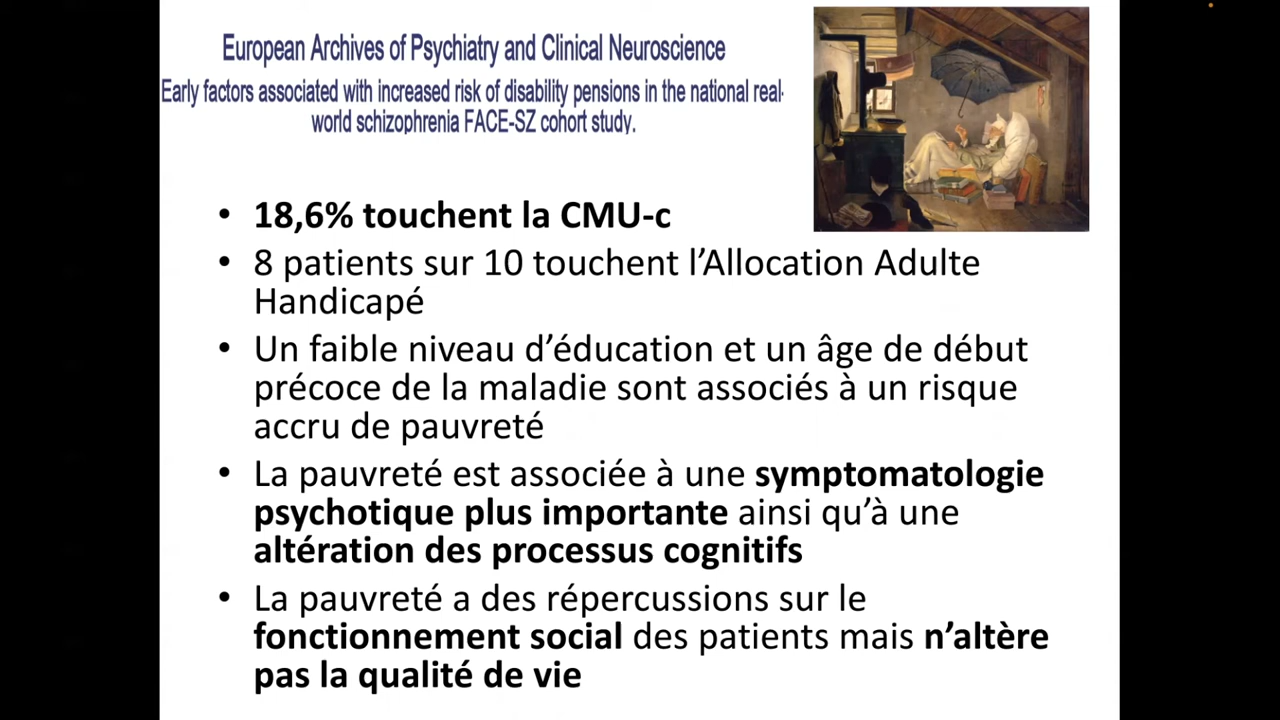 European Archives of Psychiatry and Clinical Neuroscience
Early factors associated with increased risk of disability pensions in the national real-
world schizophrenia FACE-SZ cohort study.
• 18,6% touchent la CMU-c
• 8 patients sur 10 touchent l’Allocation Adulte
Handicapé
• Un faible niveau d’éducation et un âge de début
précoce de la maladie sont associés à un risque
accru de pauvreté
• La pauvreté est associée à une symptomatologie
psychotique plus importante ainsi qu’à une
altération des processus cognitifs
• La pauvreté a des répercussions sur le
fonctionnement social des patients mais n’altère
pas la qualité de vie